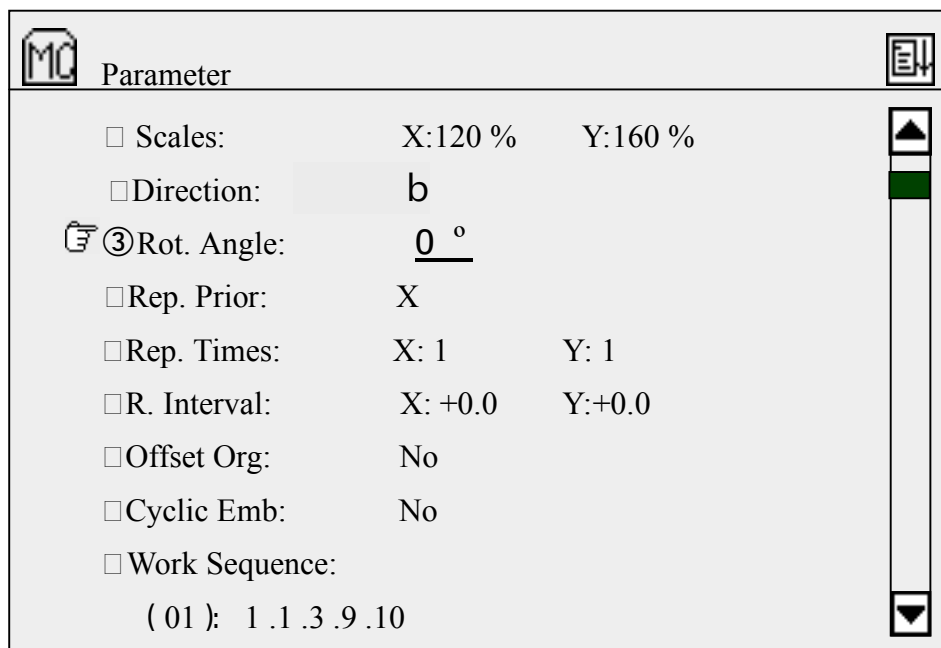 MC Parameter
□ Scales: X:120 % Y:160 %
□Direction: b
③Rot. Angle: 0 °
□Rep. Prior: X
□Rep. Times: X: 1 Y: 1
□R. Interval: X: +0.0 Y:+0.0
□Offset Org: No
□Cyclic Emb: No
□Work Sequence:
( 01 ): 1 .1 .3 .9 .10